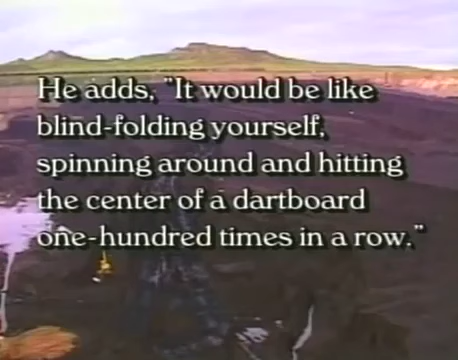 He adds, "It would be like
blind-folding yourself,
spinning around and hitting
the center of a dartboard
one-hundred times in a row."